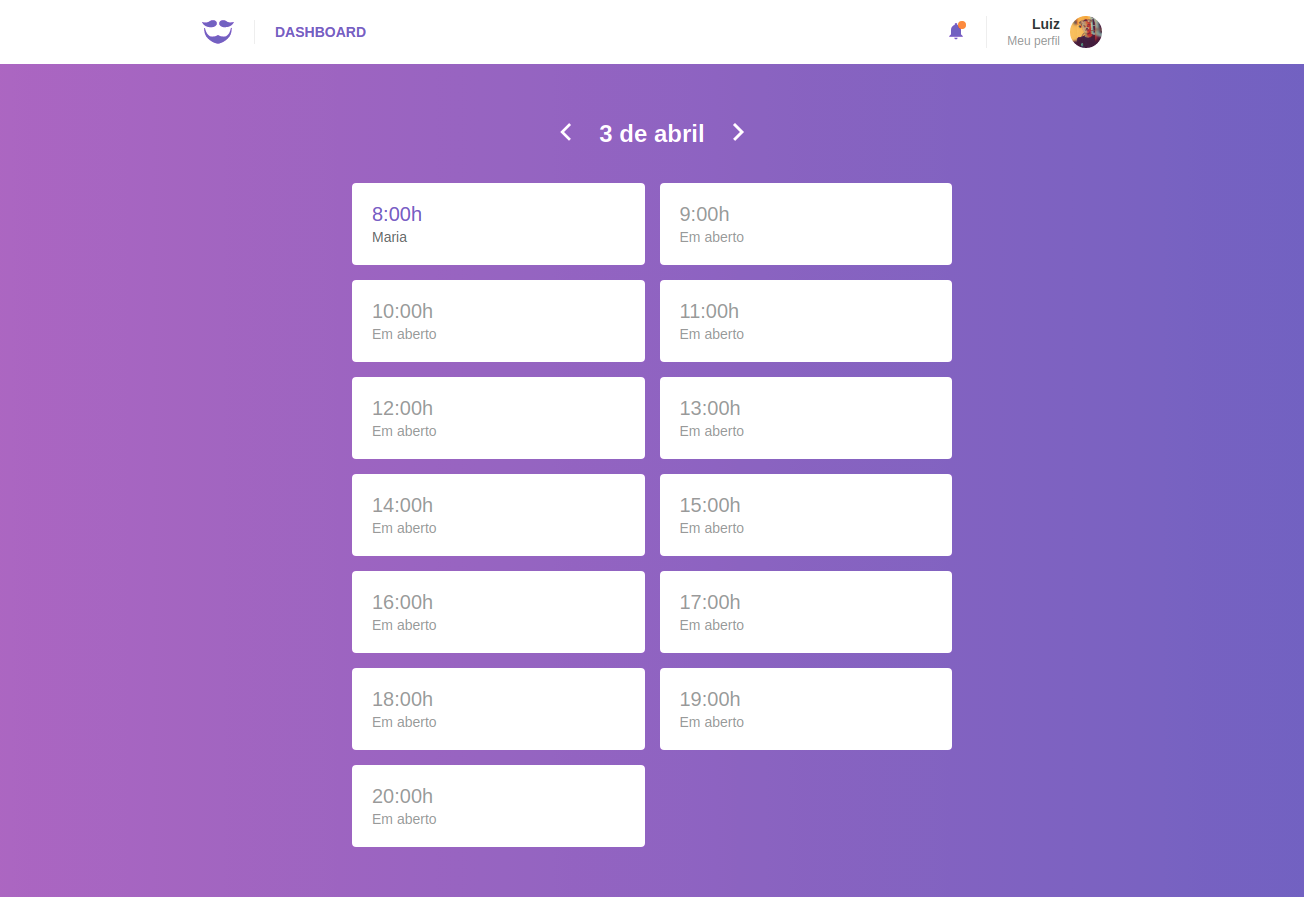 DASHBOARD
Luiz
Meu perfil
3 de abril
8:00h
Maria
9:00h
Em aberto
10:00h
Em aberto
11:00h
Em aberto
12:00h
Em aberto
13:00h
Em aberto
14:00h
Em aberto
15:00h
Em aberto
16:00h
Em aberto
17:00h
Em aberto
18:00h
Em aberto
19:00h
Em aberto
20:00h
Em aberto